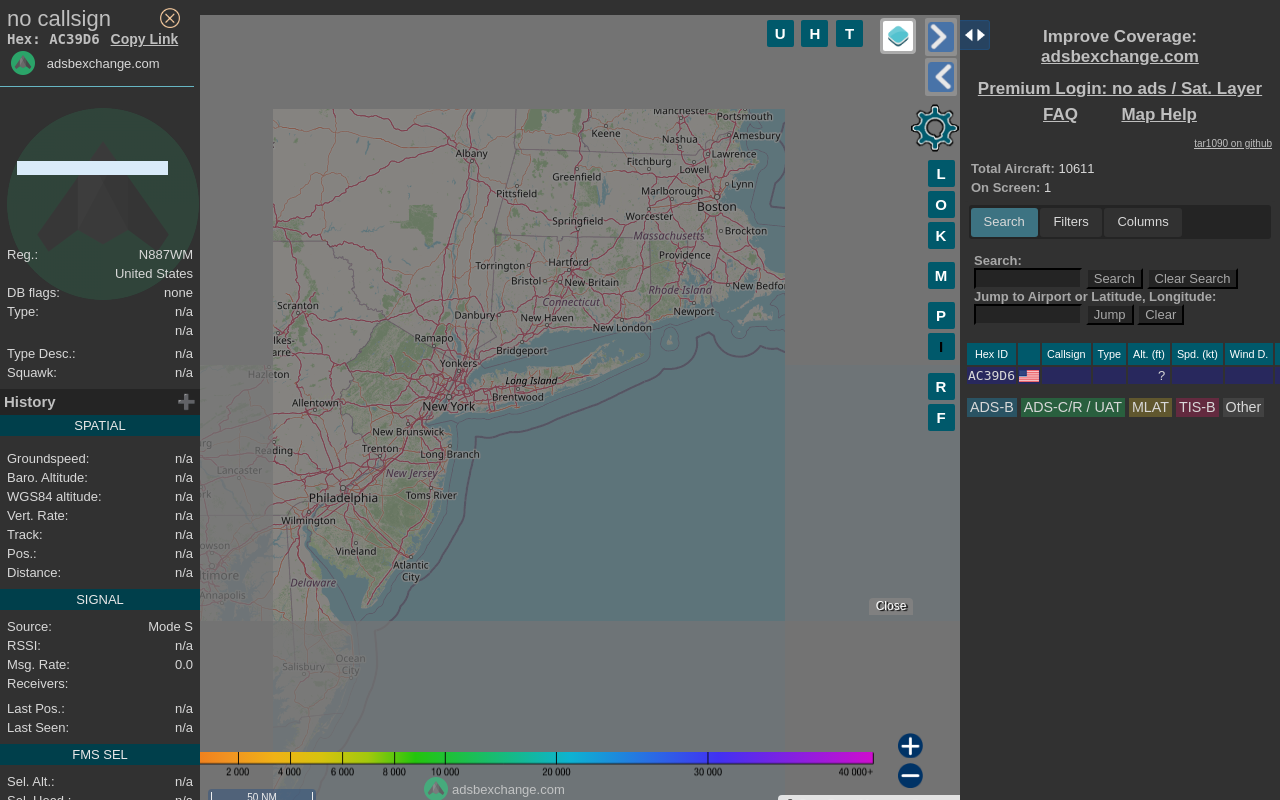 no callsign
Hex: AC39D6 Copy Link
adsbexchange.com
Reg.: N887WM
United States
DB flags: none
Type: n/a
n/a
Type Desc.: n/a
Squawk: n/a
History
SPATIAL
Groundspeed: n/a
Baro. Altitude: n/a
WGS84 altitude: n/a
Vert. Rate: n/a
Track: n/a
Pos.: n/a
Distance: n/a
SIGNAL
Source: Mode S
RSSI: n/a
Msg. Rate: 0.0
Receivers:
Last Pos.: n/a
Last Seen: n/a
FMS SEL
Sel. Alt.: n/a
Sel. Head.: n/a
U H T
L
O
K
M
P
I
R
F
Manchester
Portsmouth
Keene
Nashua
Amesbury
Albany
Fitchburg
Lawrence
Greenfield
Lowell
Pittsfield
Marlborough
Lynn
Worcester
Boston
Springfield
Massachusetts
Brockton
Torrington
Hartford
Providence
Bristol
New Britain
Rhode Island
New Bedfor
Scranton
Connecticut
Danbury
New Haven
New London
Newport
lkes-
arre
Ramapo
Bridgeport
Yonkers
Hazleton
Long Island
Brentwood
Allentown
New York
New Brunswick
Reading
Trenton
Long Branch
Lancaster
New Jersey
Philadelphia
Toms River
Wilmington
Vineland
Atlantic
City
Delaware
timore
Annapolis
Salisbury
Ocean
City
Close
2 000 4 000 6 000 8 000 10 000 20 000 30 000 40 000+
adsbexchange.com
50 NM
Improve Coverage:
adsbexchange.com
Premium Login: no ads / Sat. Layer
FAQ Map Help
tar1090 on github
Total Aircraft: 10611
On Screen: 1
Search Filters Columns
Search:
Search Clear Search
Jump to Airport or Latitude, Longitude:
Jump Clear
Hex ID Callsign Type Alt. (ft) Spd. (kt) Wind D.
AC39D6 ?
ADS-B ADS-C/R / UAT MLAT TIS-B Other